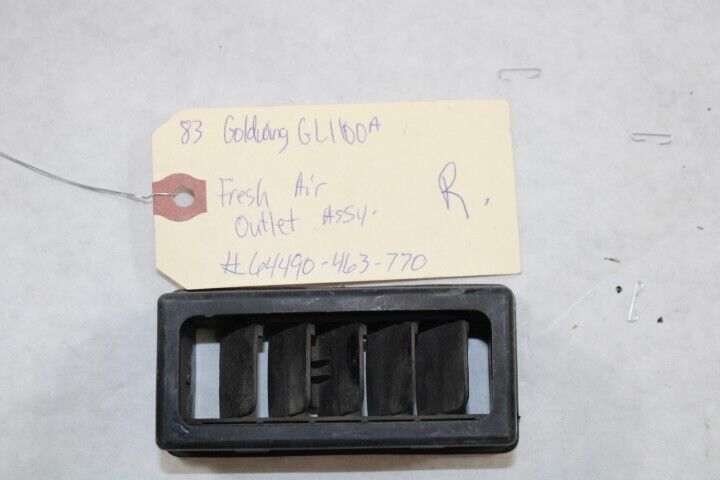 83 Goldwing GL1100A
Fresh Air
Outlet Assy.
R.
#64490-463-770